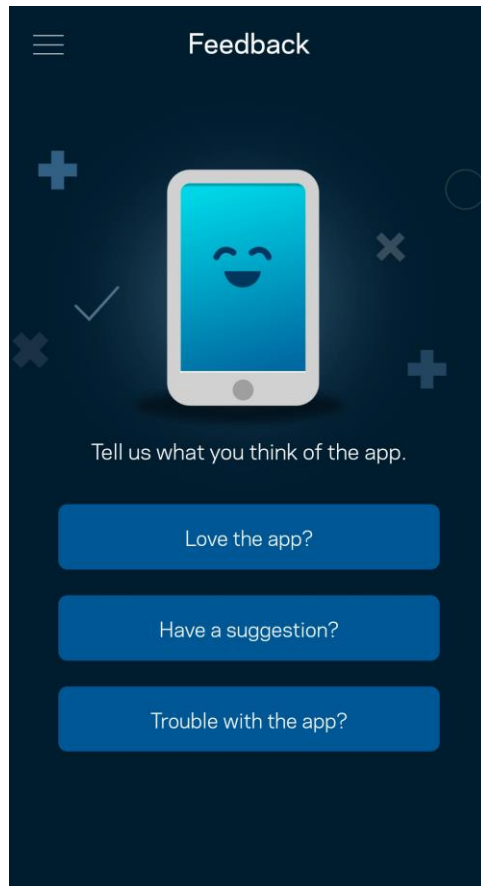 Feedback
Tell us what you think of the app.
Love the app?
Have a suggestion?
Trouble with the app?